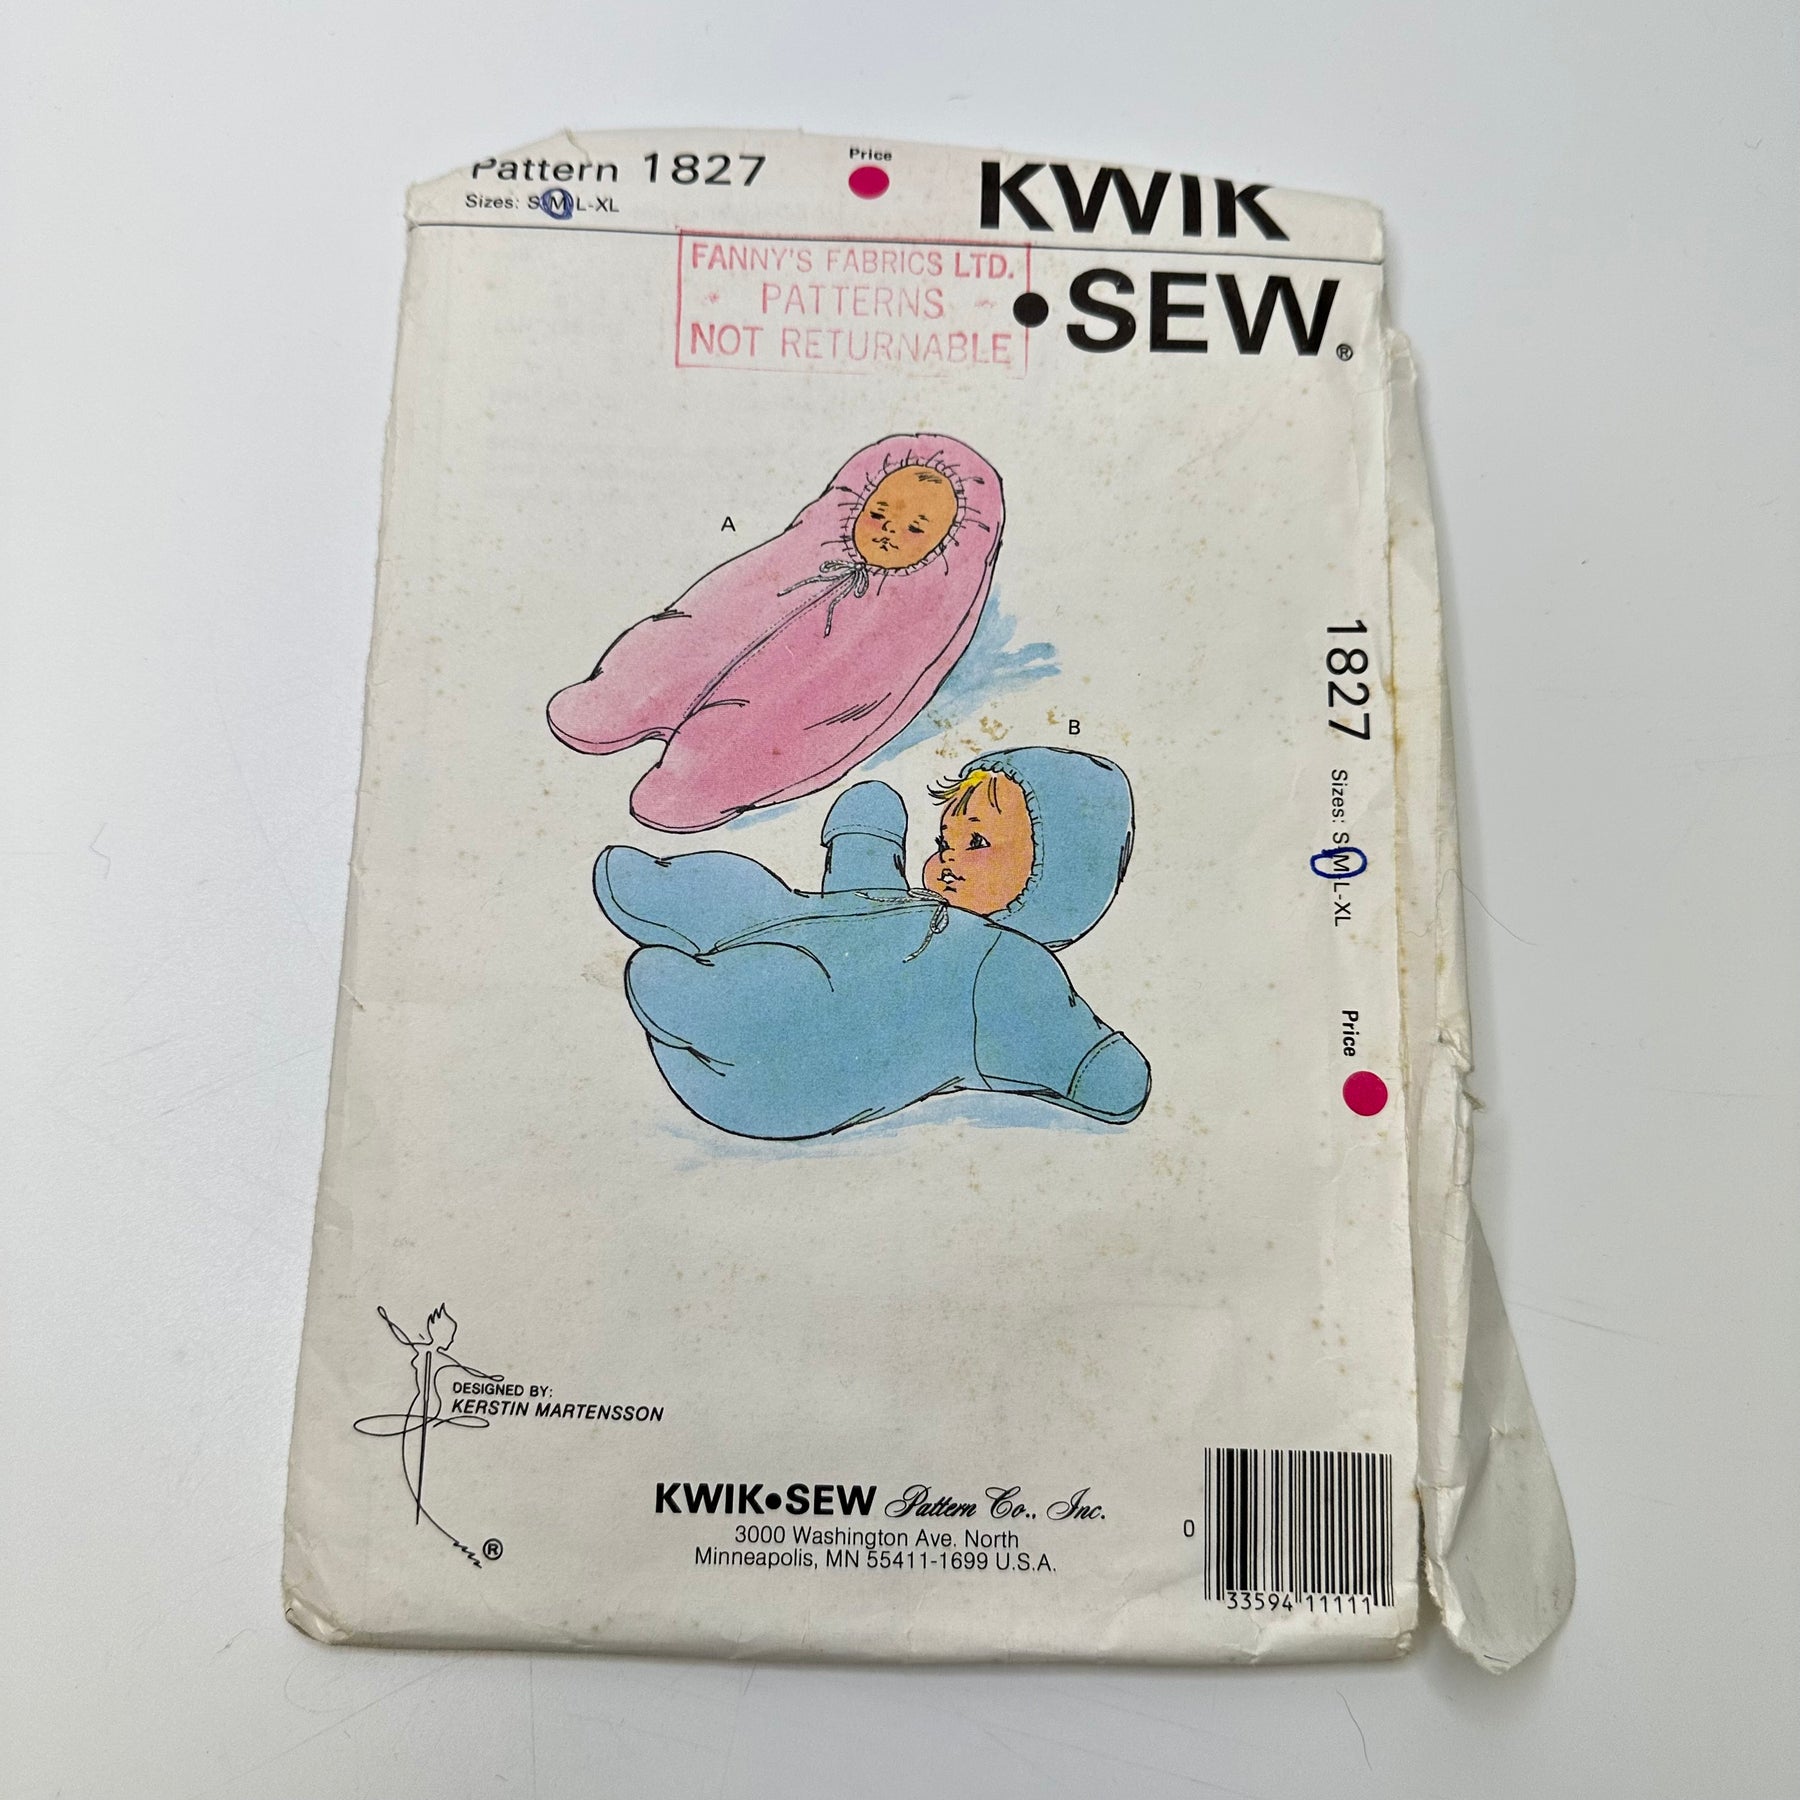 Pattern 1827
Sizes: S-M-L-XL
Price
KWIK
•SEW®
FANNY'S FABRICS LTD.
PATTERNS
NOT RETURNABLE
A
B
1827 Sizes: S-M-L-XL Price
DESIGNED BY:
KERSTIN MARTENSSON
®
KWIK•SEW Pattern Co., Inc.
3000 Washington Ave. North
Minneapolis, MN 55411-1699 U.S.A.
0 33594 11111